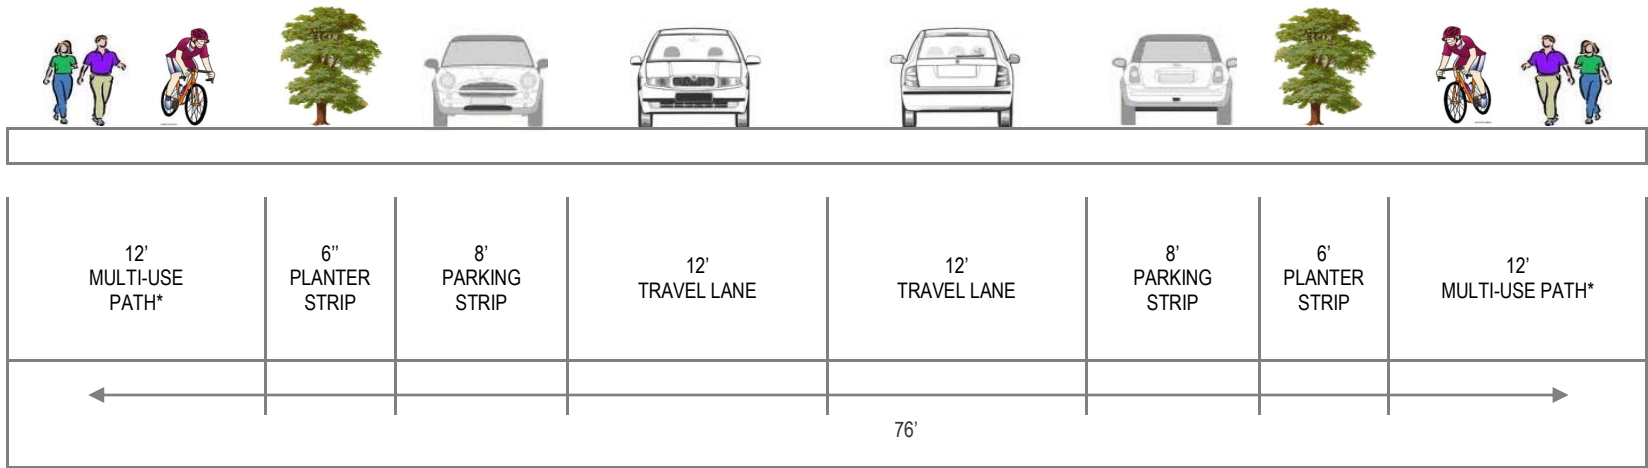 12’
MULTI-USE
PATH*
6’’
PLANTER
STRIP
8’
PARKING
STRIP
12’
TRAVEL LANE
12’
TRAVEL LANE
8’
PARKING
STRIP
6’
PLANTER
STRIP
12’
MULTI-USE PATH*
76’